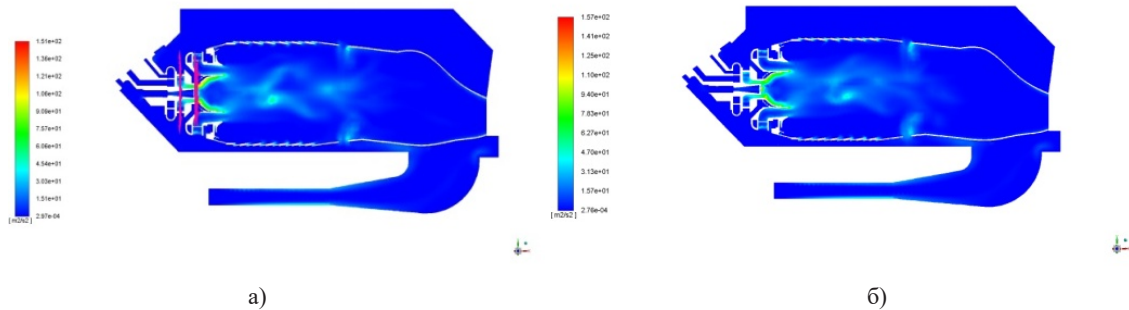 1.51e+02
1.36e+02
1.21e+02
1.06e+02
9.08e+01
7.57e+01
6.06e+01
4.54e+01
3.03e+01
1.51e+01
2.87e-04
[ m2/s2 ]
1.57e+02
1.41e+02
1.25e+02
1.10e+02
9.40e+01
7.83e+01
6.27e+01
4.70e+01
3.13e+01
1.57e+01
2.76e-04
[ m2/s2 ]
а)
б)